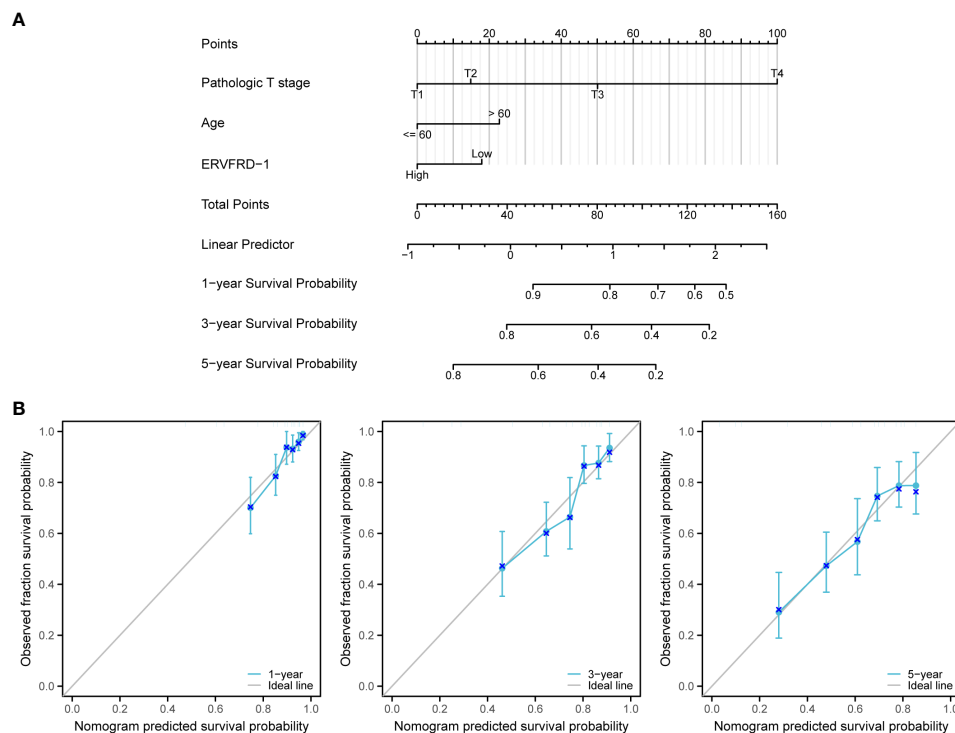 A
Points
0 20 40 60 80 100
Pathologic T stage
T2 T4
T1 T3
Age
> 60
<= 60
ERVFRD−1
Low
High
Total Points
0 40 80 120 160
Linear Predictor
−1 0 1 2
1−year Survival Probability
0.9 0.8 0.7 0.6 0.5
3−year Survival Probability
0.8 0.6 0.4 0.2
5−year Survival Probability
0.8 0.6 0.4 0.2
B
Observed fraction survival probability
1.0
0.8
0.6
0.4
0.2
0.0
1−year
Ideal line
0.0 0.2 0.4 0.6 0.8 1.0
Nomogram predicted survival probability
Observed fraction survival probability
1.0
0.8
0.6
0.4
0.2
0.0
3−year
Ideal line
0.0 0.2 0.4 0.6 0.8 1.0
Nomogram predicted survival probability
Observed fraction survival probability
1.0
0.8
0.6
0.4
0.2
0.0
5−year
Ideal line
0.0 0.2 0.4 0.6 0.8 1.0
Nomogram predicted survival probability